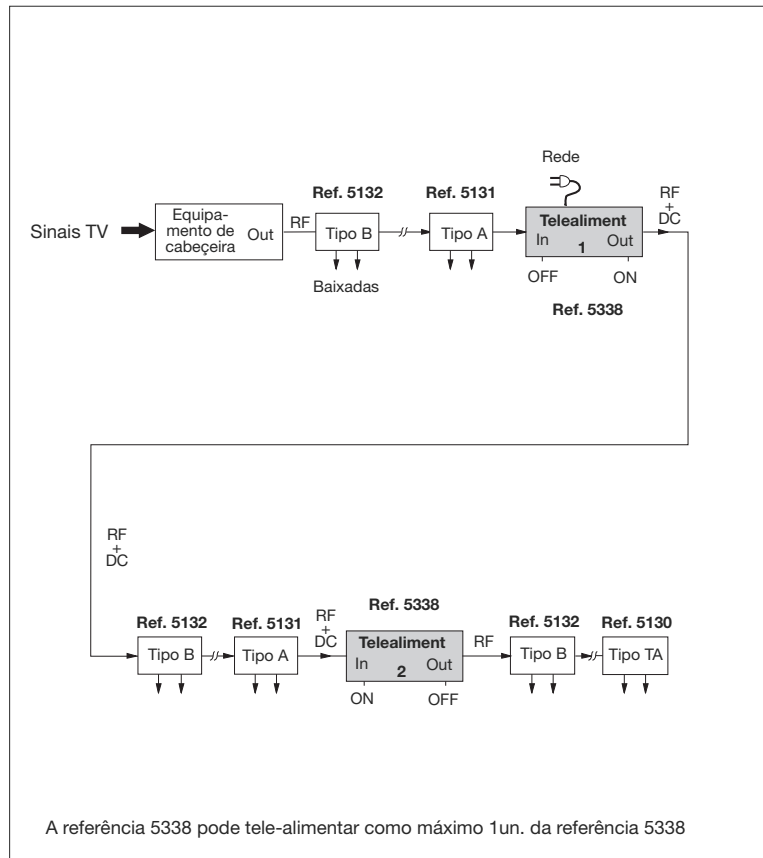 Rede
Ref. 5132
Ref. 5131
RF
+
DC
Sinais TV
Equipa-
mento de
cabeçeira
Out
RF
Tipo B
Tipo A
Telealiment
In
1
Out
Baixadas
OFF
ON
Ref. 5338
RF
+
DC
Ref. 5132
Ref. 5131
RF
+
DC
Ref. 5338
Ref. 5132
Ref. 5130
Tipo B
Tipo A
Telealiment
In
2
Out
RF
Tipo B
Tipo TA
ON
OFF
A referência 5338 pode tele-alimentar como máximo 1un. da referência 5338